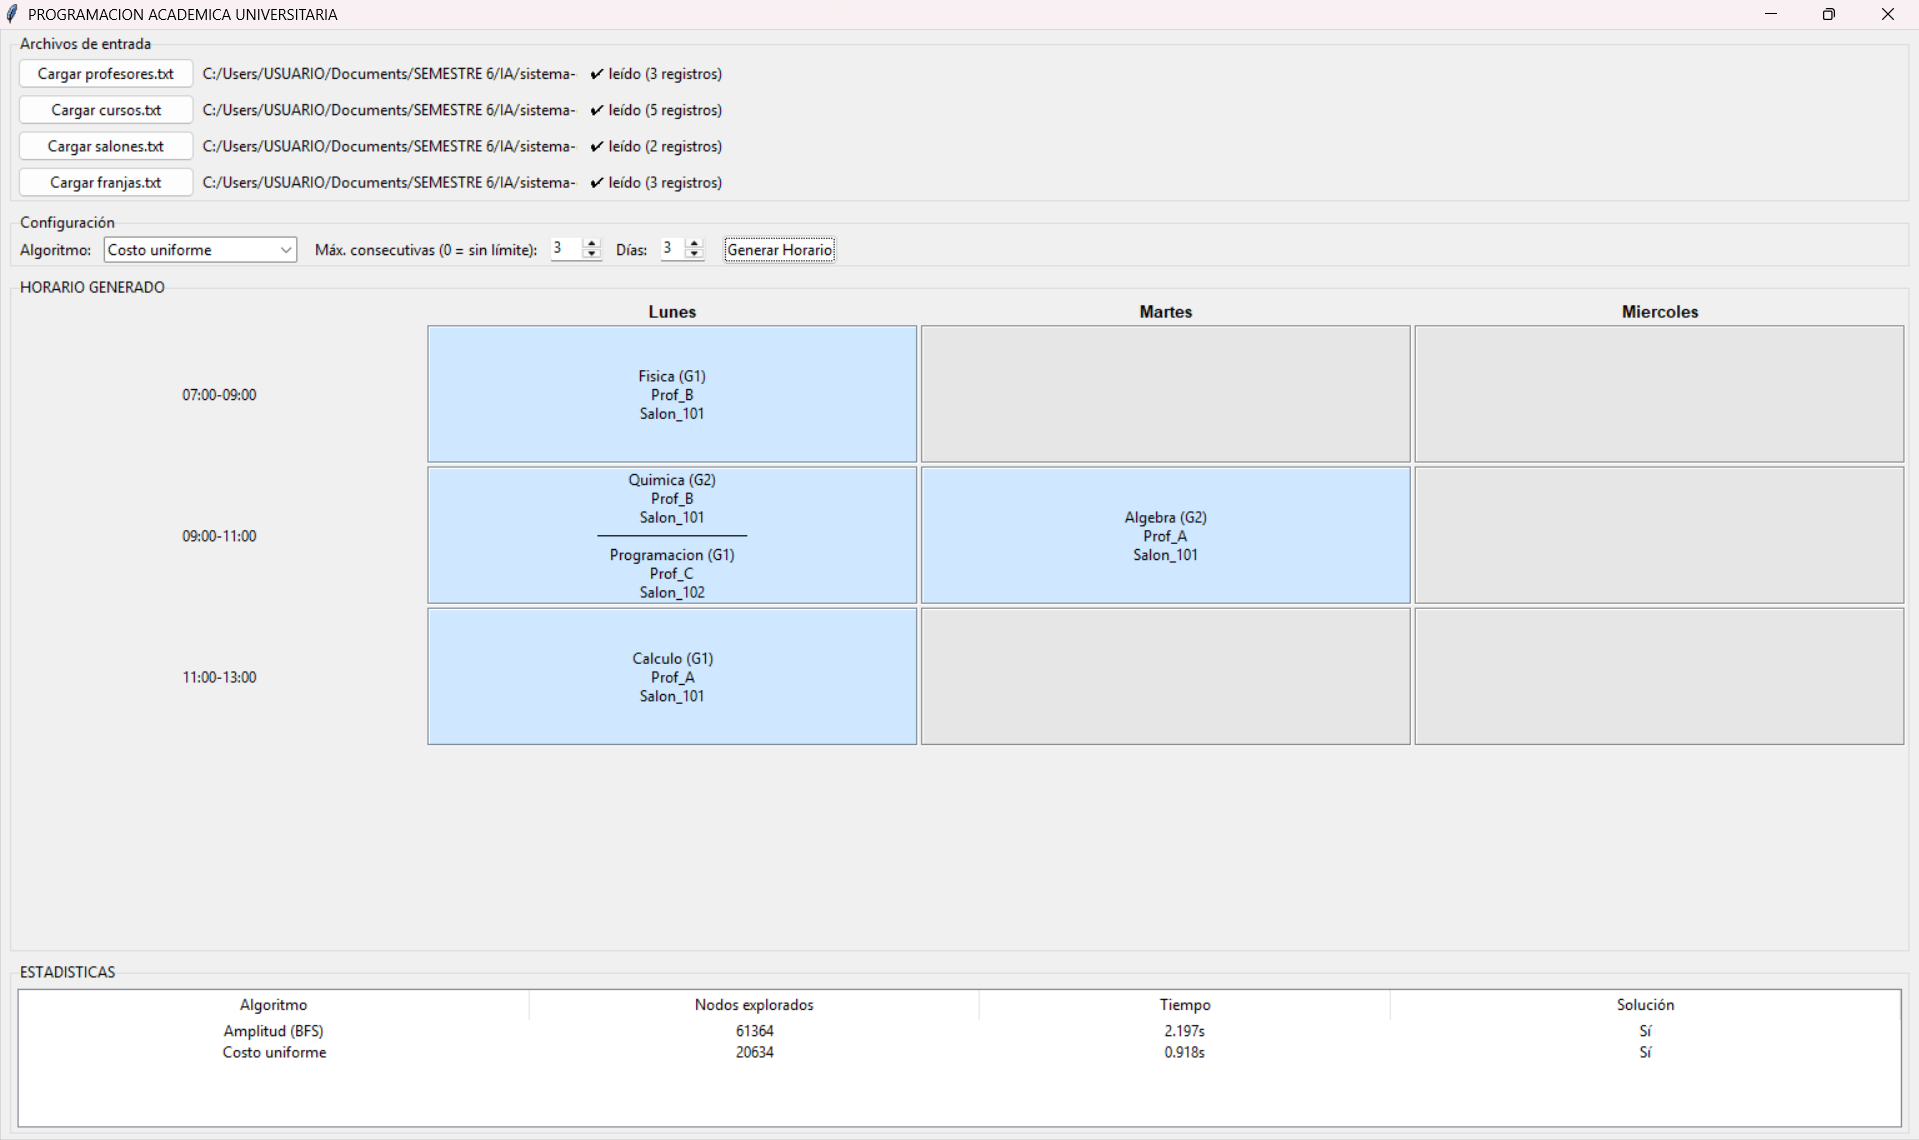 PROGRAMACION ACADEMICA UNIVERSITARIA
Archivos de entrada
Cargar profesores.txt C:/Users/USUARIO/Documents/SEMESTRE 6/IA/sistema- ✔ leído (3 registros)
Cargar cursos.txt C:/Users/USUARIO/Documents/SEMESTRE 6/IA/sistema- ✔ leído (5 registros)
Cargar salones.txt C:/Users/USUARIO/Documents/SEMESTRE 6/IA/sistema- ✔ leído (2 registros)
Cargar franjas.txt C:/Users/USUARIO/Documents/SEMESTRE 6/IA/sistema- ✔ leído (3 registros)
Configuración
Algoritmo: Costo uniforme Máx. consecutivas (0 = sin límite): 3 Días: 3 Generar Horario
HORARIO GENERADO
Lunes Martes Miercoles
07:00-09:00
Fisica (G1)
Prof_B
Salon_101
09:00-11:00
Quimica (G2)
Prof_B
Salon_101
Programacion (G1)
Prof_C
Salon_102
Algebra (G2)
Prof_A
Salon_101
11:00-13:00
Calculo (G1)
Prof_A
Salon_101
ESTADISTICAS
Algoritmo Nodos explorados Tiempo Solución
Amplitud (BFS) 61364 2.197s Sí
Costo uniforme 20634 0.918s Sí